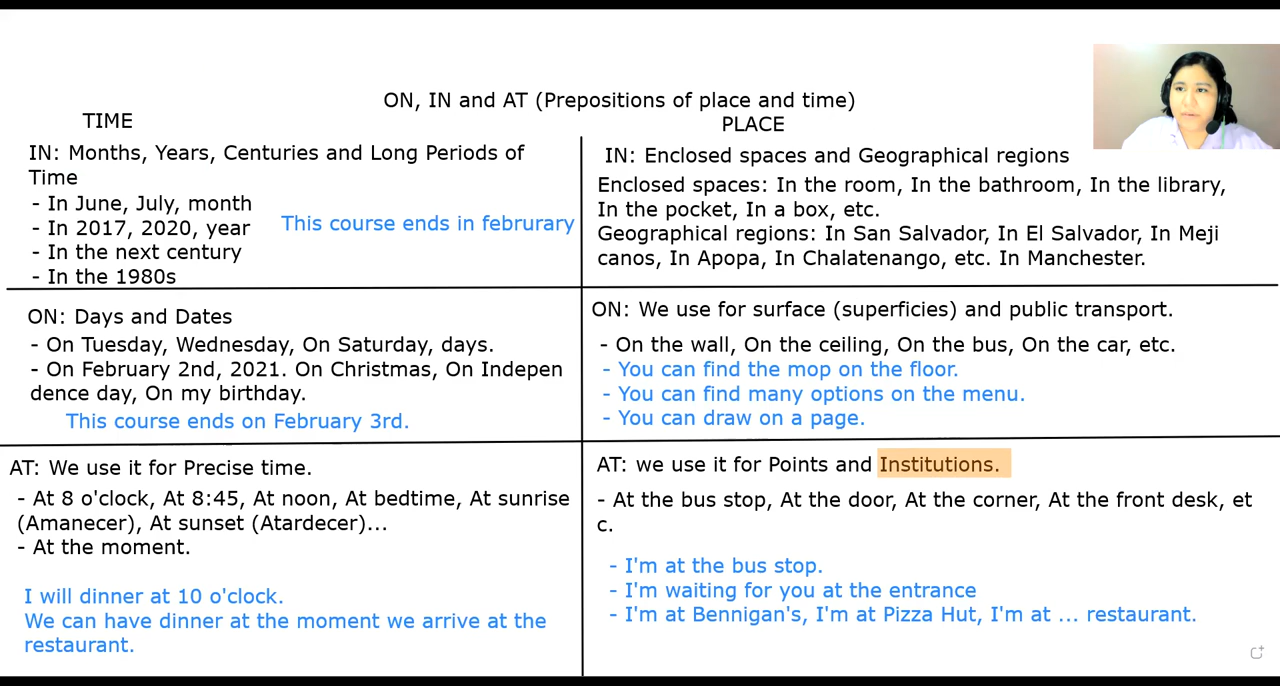 ON, IN and AT (Prepositions of place and time)
TIME
IN: Months, Years, Centuries and Long Periods of
Time
- In June, July, month
- In 2017, 2020, year
- In the next century
- In the 1980s
This course ends in februrary
PLACE
IN: Enclosed spaces and Geographical regions
Enclosed spaces: In the room, In the bathroom, In the library,
In the pocket, In a box, etc.
Geographical regions: In San Salvador, In El Salvador, In Meji
canos, In Apopa, In Chalatenango, etc. In Manchester.
ON: Days and Dates
- On Tuesday, Wednesday, On Saturday, days.
- On February 2nd, 2021. On Christmas, On Indepen
dence day, On my birthday.
This course ends on February 3rd.
ON: We use for surface (superficies) and public transport.
- On the wall, On the ceiling, On the bus, On the car, etc.
- You can find the mop on the floor.
- You can find many options on the menu.
- You can draw on a page.
AT: We use it for Precise time.
- At 8 o'clock, At 8:45, At noon, At bedtime, At sunrise
(Amanecer), At sunset (Atardecer)...
- At the moment.
I will dinner at 10 o'clock.
We can have dinner at the moment we arrive at the
restaurant.
AT: we use it for Points and Institutions.
- At the bus stop, At the door, At the corner, At the front desk, et
c.
- I'm at the bus stop.
- I'm waiting for you at the entrance
- I'm at Bennigan's, I'm at Pizza Hut, I'm at ... restaurant.